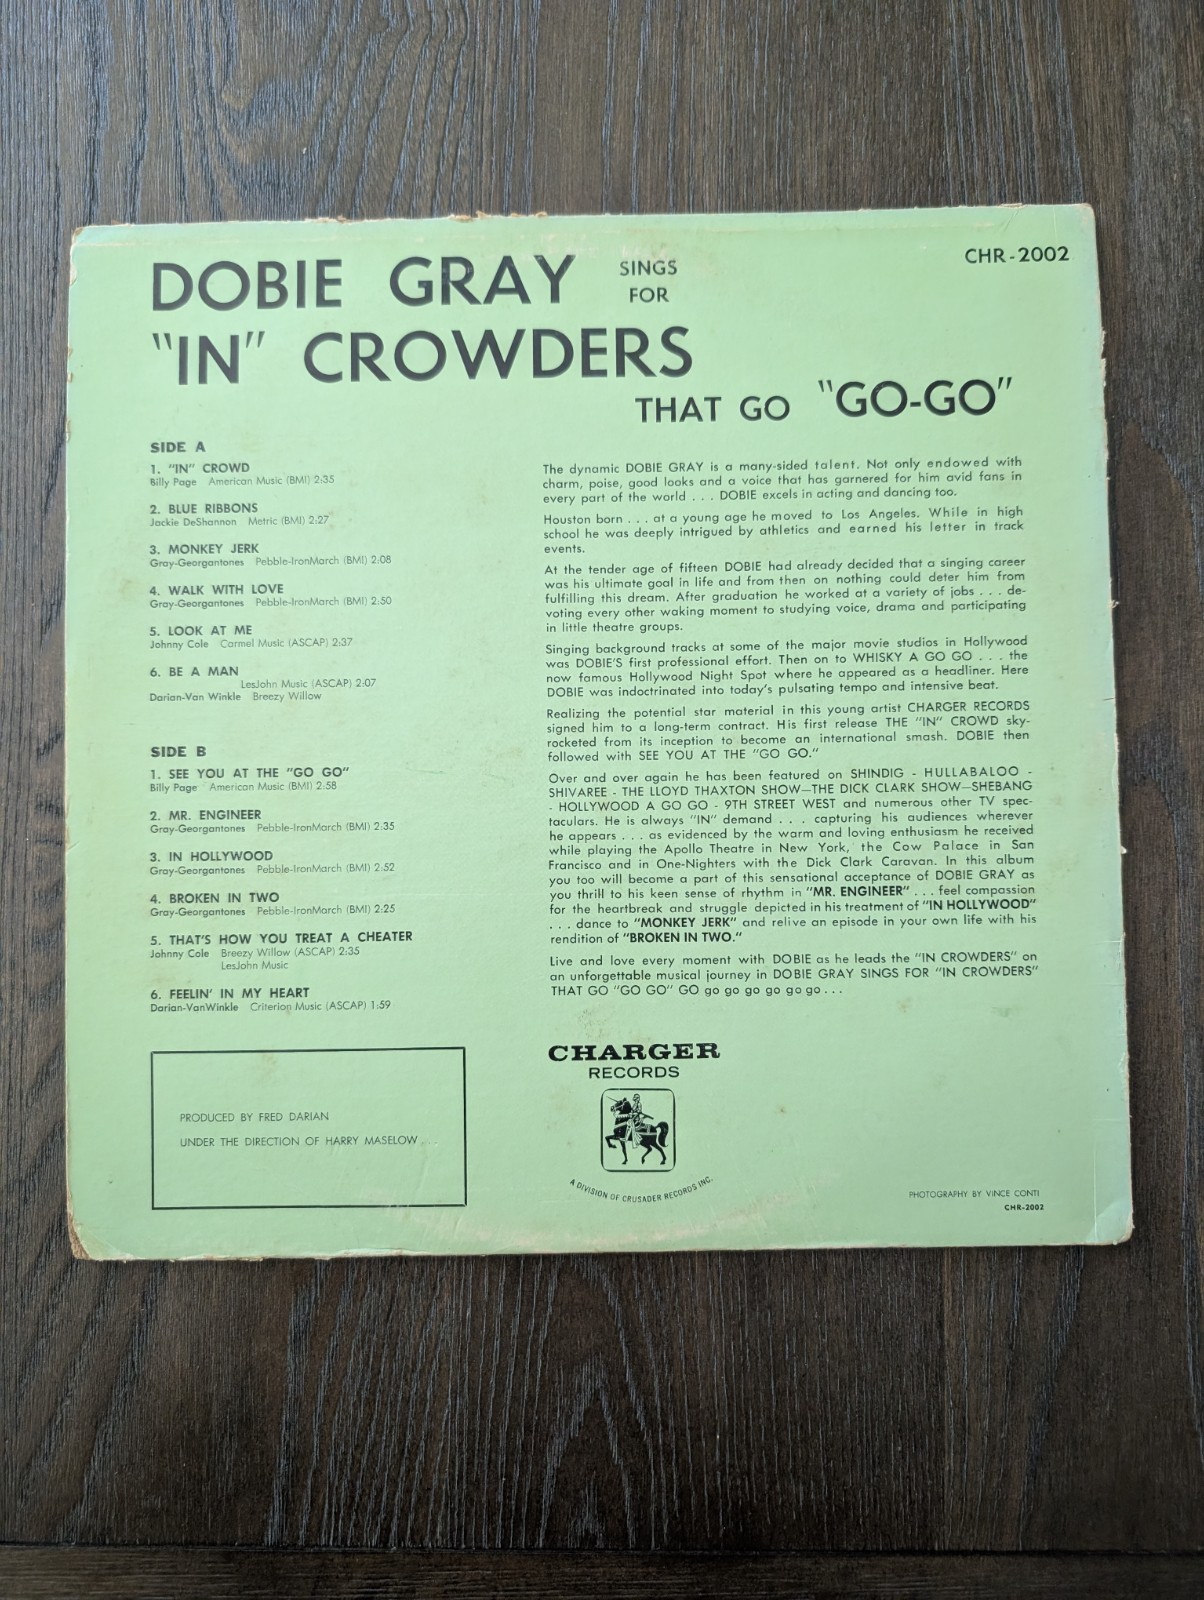 CHR-2002
DOBIE GRAY SINGS FOR
"IN" CROWDERS
THAT GO "GO-GO"
SIDE A
1. "IN" CROWD
Billy Page American Music (BMI) 2:35
2. BLUE RIBBONS
Jackie DeShannon Metric (BMI) 2:27
3. MONKEY JERK
Gray-Georgantones Pebble-IronMarch (BMI) 2:08
4. WALK WITH LOVE
Gray-Georgantones Pebble-IronMarch (BMI) 2:50
5. LOOK AT ME
Johnny Cole Carmel Music (ASCAP) 2:37
6. BE A MAN
LesJohn Music (ASCAP) 2:07
Darian-Van Winkle Breezy Willow
SIDE B
1. SEE YOU AT THE "GO GO"
Billy Page American Music (BMI) 2:58
2. MR. ENGINEER
Gray-Georgantones Pebble-IronMarch (BMI) 2:35
3. IN HOLLYWOOD
Gray-Georgantones Pebble-IronMarch (BMI) 2:52
4. BROKEN IN TWO
Gray-Georgantones Pebble-IronMarch (BMI) 2:25
5. THAT'S HOW YOU TREAT A CHEATER
Johnny Cole Breezy Willow (ASCAP) 2:35
LesJohn Music
6. FEELIN' IN MY HEART
Darian-VanWinkle Criterion Music (ASCAP) 1:59
PRODUCED BY FRED DARIAN
UNDER THE DIRECTION OF HARRY MASELOW . . .
The dynamic DOBIE GRAY is a many-sided talent. Not only endowed with
charm, poise, good looks and a voice that has garnered for him avid fans in
every part of the world . . . DOBIE excels in acting and dancing too.
Houston born . . . at a young age he moved to Los Angeles. While in high
school he was deeply intrigued by athletics and earned his letter in track
events.
At the tender age of fifteen DOBIE had already decided that a singing career
was his ultimate goal in life and from then on nothing could deter him from
fulfilling this dream. After graduation he worked at a variety of jobs . . . de-
voting every other waking moment to studying voice, drama and participating
in little theatre groups.
Singing background tracks at some of the major movie studios in Hollywood
was DOBIE'S first professional effort. Then on to WHISKY A GO GO . . . the
now famous Hollywood Night Spot where he appeared as a headliner. Here
DOBIE was indoctrinated into today's pulsating tempo and intensive beat.
Realizing the potential star material in this young artist CHARGER RECORDS
signed him to a long-term contract. His first release THE "IN" CROWD sky-
rocketed from its inception to become an international smash. DOBIE then
followed with SEE YOU AT THE "GO GO."
Over and over again he has been featured on SHINDIG - HULLABALOO -
SHIVAREE - THE LLOYD THAXTON SHOW—THE DICK CLARK SHOW—SHEBANG
- HOLLYWOOD A GO GO - 9TH STREET WEST and numerous other TV spec-
taculars. He is always "IN" demand . . . capturing his audiences wherever
he appears . . . as evidenced by the warm and loving enthusiasm he received
while playing the Apollo Theatre in New York, the Cow Palace in San
Francisco and in One-Nighters with the Dick Clark Caravan. In this album
you too will become a part of this sensational acceptance of DOBIE GRAY as
you thrill to his keen sense of rhythm in "MR. ENGINEER" . . . feel compassion
for the heartbreak and struggle depicted in his treatment of "IN HOLLYWOOD"
. . . dance to "MONKEY JERK" and relive an episode in your own life with his
rendition of "BROKEN IN TWO."
Live and love every moment with DOBIE as he leads the "IN CROWDERS" on
an unforgettable musical journey in DOBIE GRAY SINGS FOR "IN CROWDERS"
THAT GO "GO GO" GO go go go go go go . . .
CHARGER
RECORDS
A DIVISION OF CRUSADER RECORDS INC.
PHOTOGRAPHY BY VINCE CONTI
CHR-2002